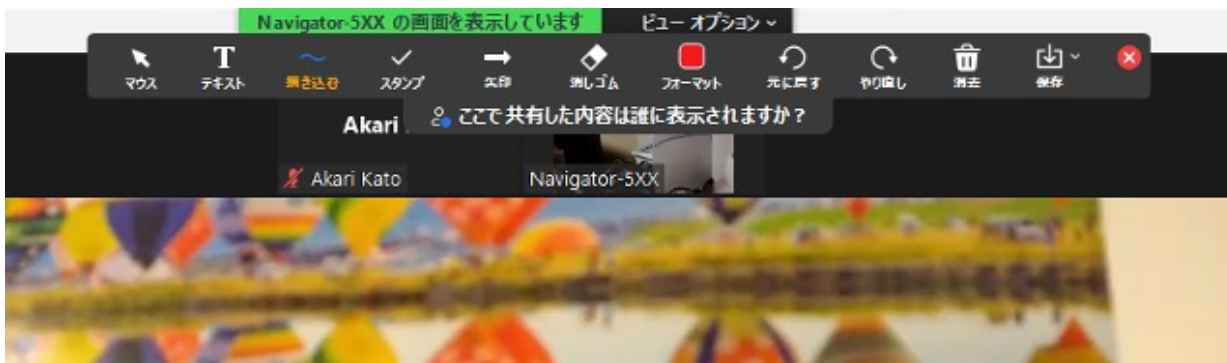 Navigator-5XX の画面を表示しています ビュー オプション
マウス テキスト 描き込む スタンプ 矢印 消しゴム フォーマット 元に戻す やり直し 消去 保存
ここで共有した内容は誰に表示されますか？
Akari
Akari Kato Navigator-5XX